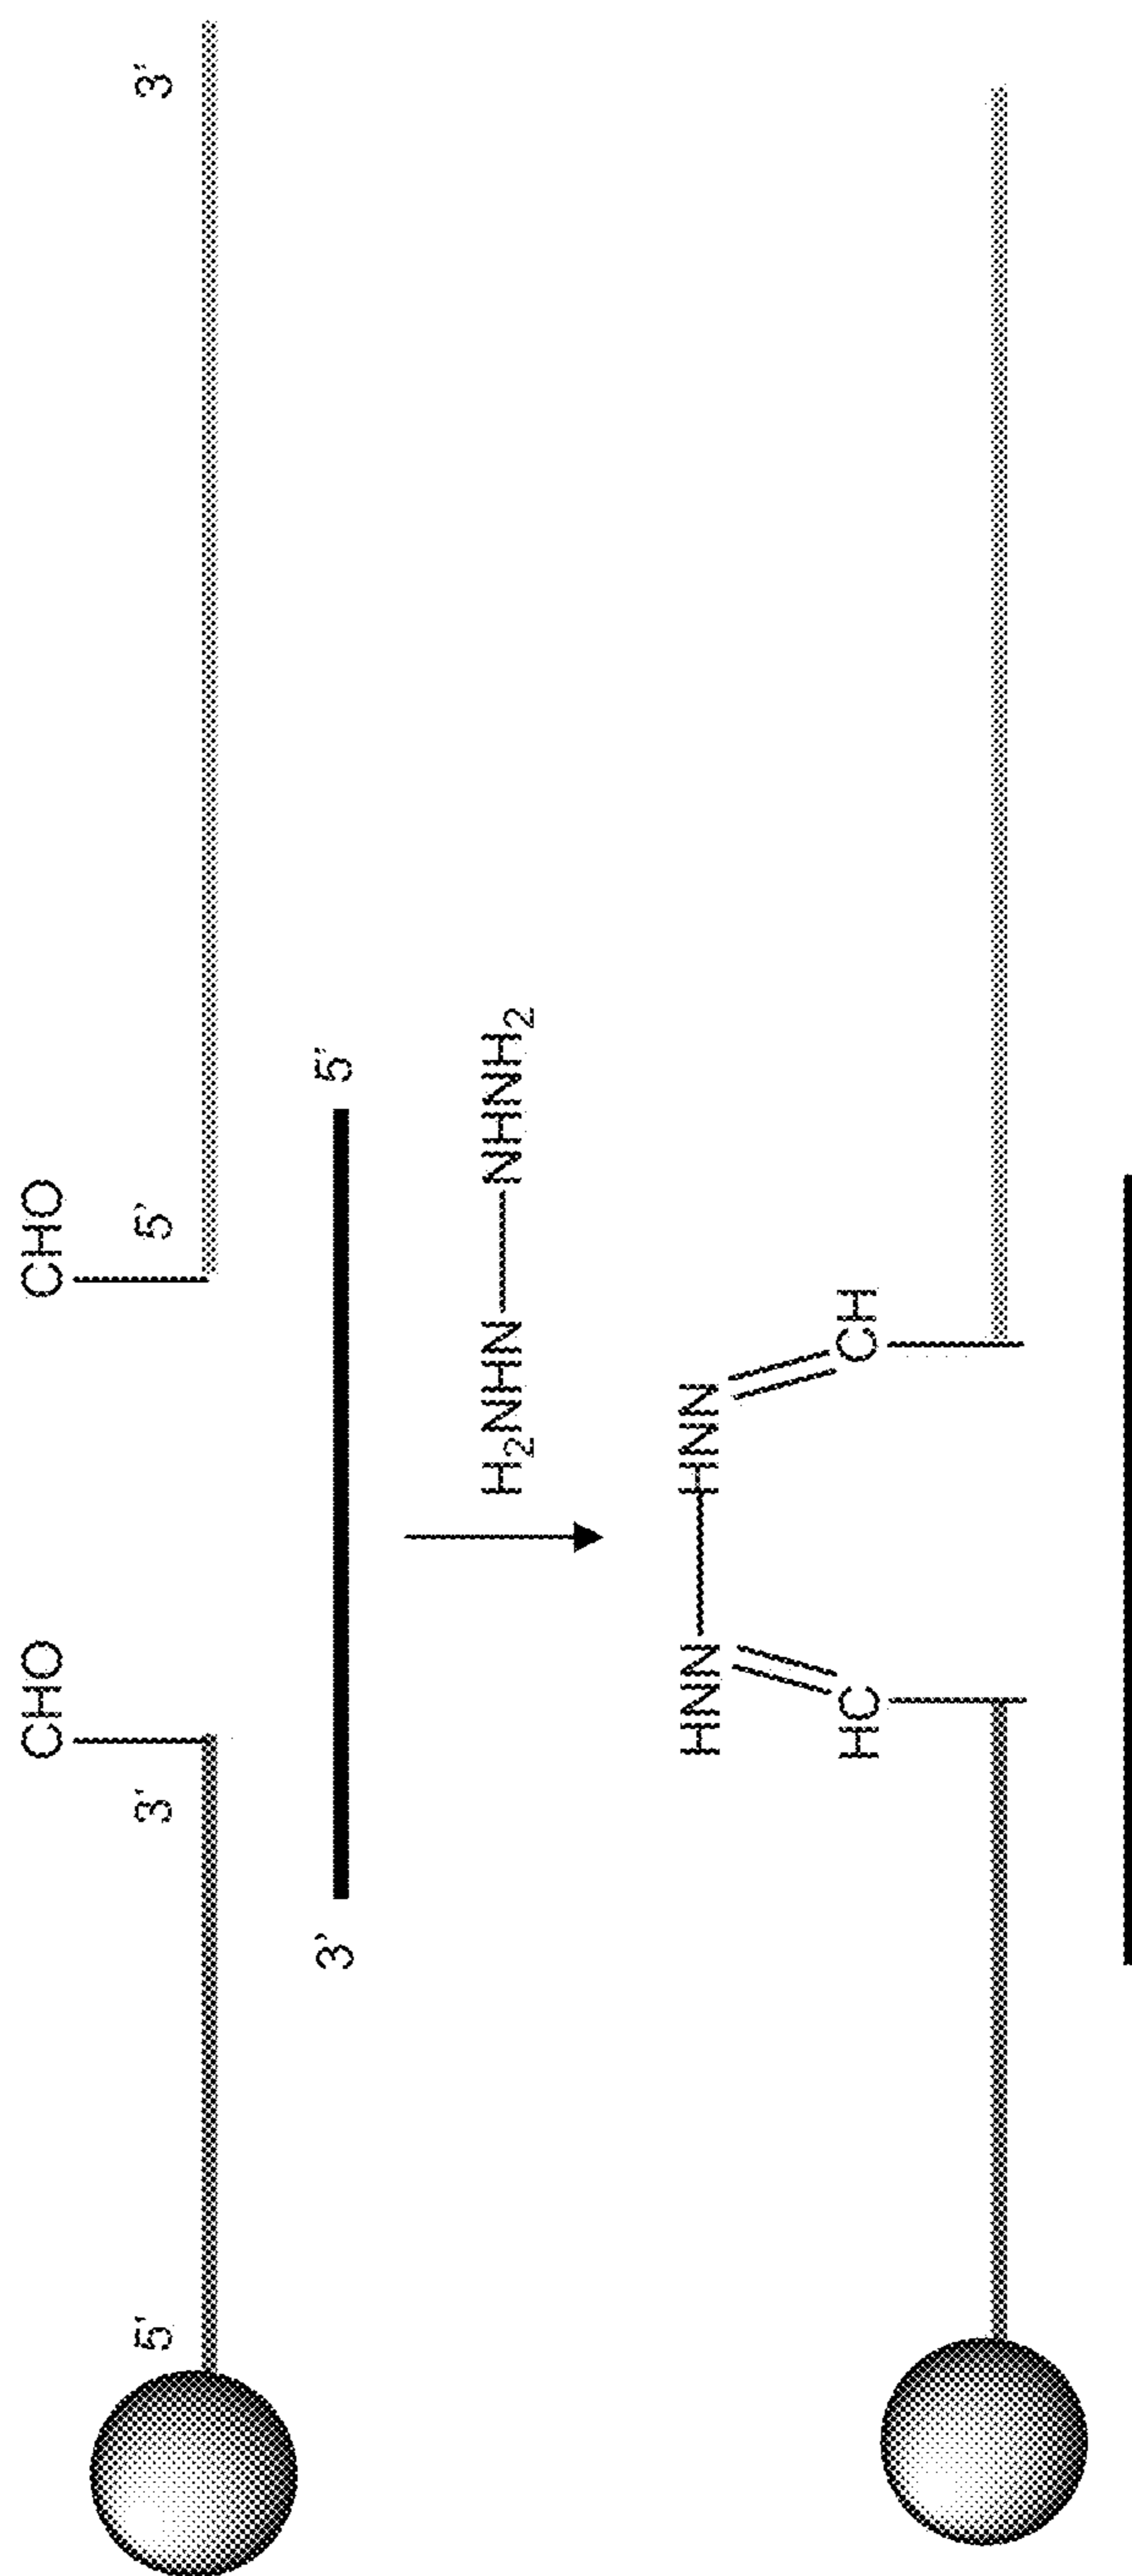 CHO CHO
5' 3' 5' 3'
3' 5'
H₂NHN—NHNH₂
HNN—HNN
HC CH